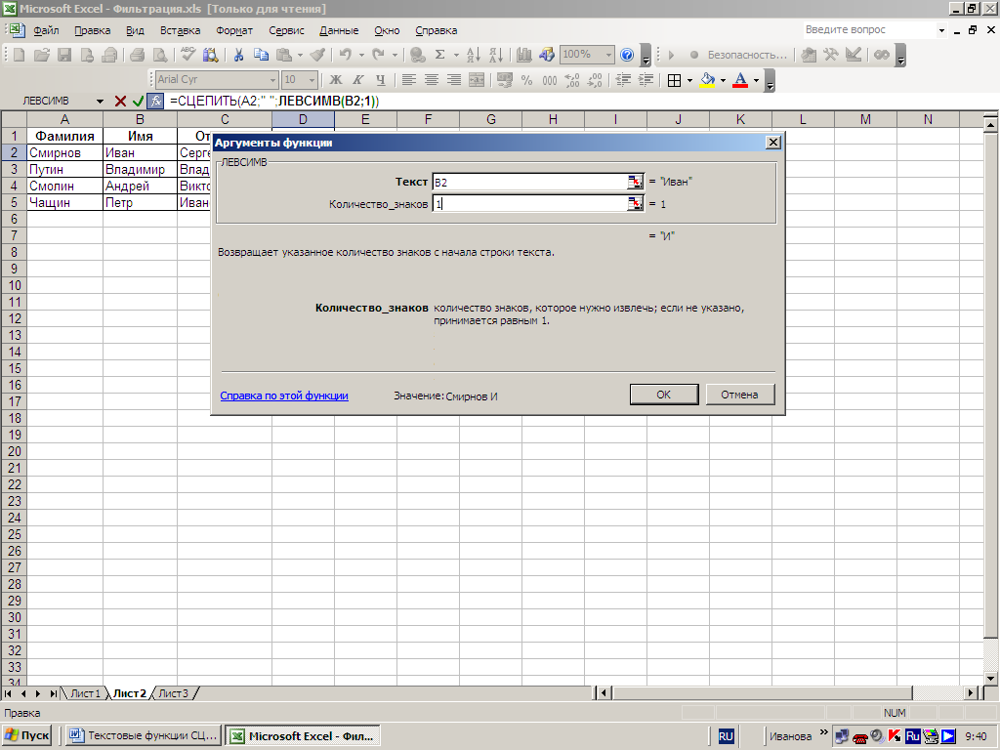 Microsoft Excel - Фильтрация.xls [Только для чтения]
Файл Правка Вид Вставка Формат Сервис Данные Окно Справка Введите вопрос
100% Безопасность...
Arial Cyr 10 Ж К Ч % 000
ЛЕВСИМВ =СЦЕПИТЬ(A2;" ";ЛЕВСИМВ(B2;1))
A B C D E F G H I J K L M N
1 Фамилия Имя От
2 Смирнов Иван Серге
3 Путин Владимир Влад
4 Смолин Андрей Викто
5 Чащин Петр Иван
6
7
8
9
10
11
12
13
14
15
16
17
18
19
20
21
22
23
24
25
26
27
28
29
30
31
32
33
34
Аргументы функции
ЛЕВСИМВ
Текст B2 = "Иван"
Количество_знаков 1 = 1
= "И"
Возвращает указанное количество знаков с начала строки текста.
Количество_знаков количество знаков, которое нужно извлечь; если не указано,
принимается равным 1.
Справка по этой функции Значение:Смирнов И OK Отмена
Лист1 Лист2 Лист3
Правка NUM
Пуск Текстовые функции СЦ... Microsoft Excel - Фил... RU Иванова » Ru 9:40